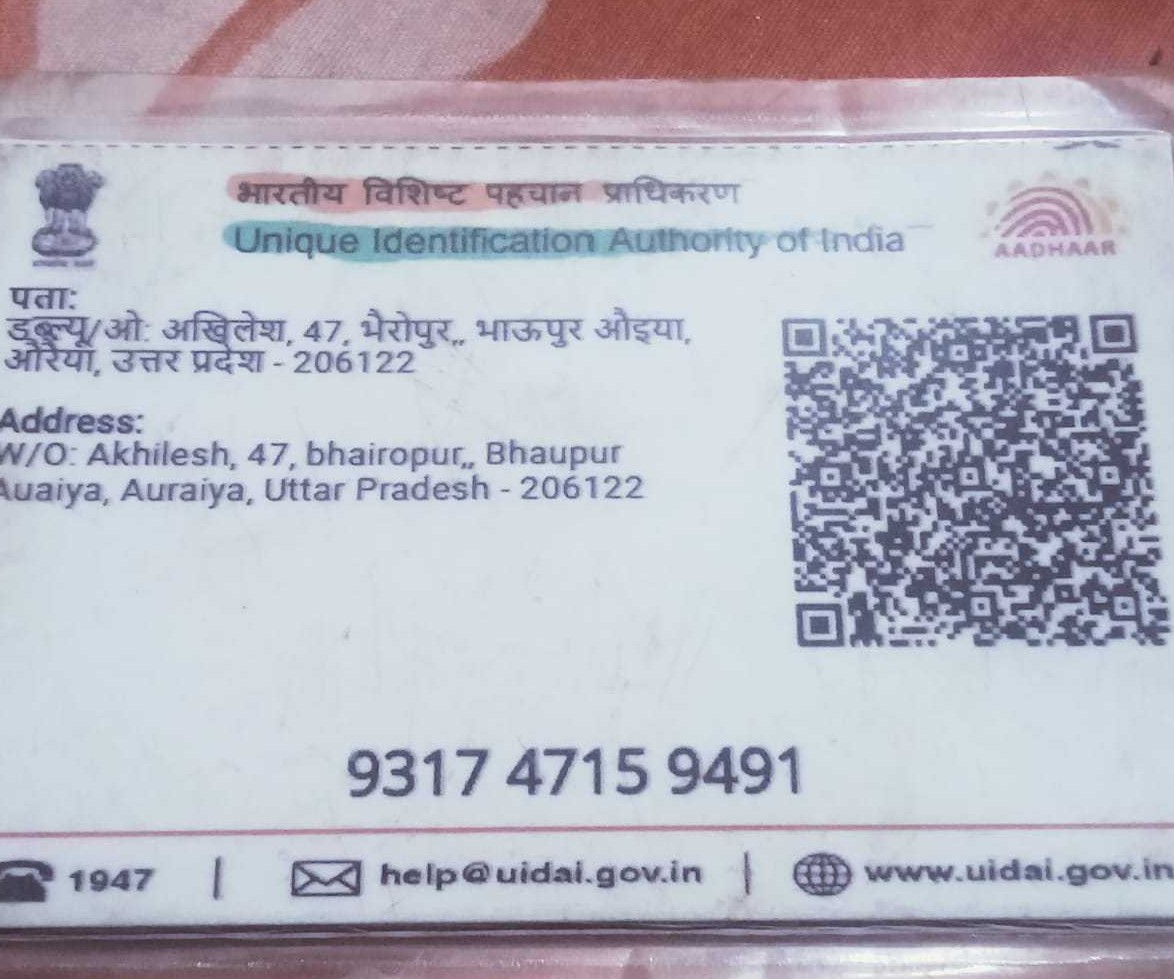 भारतीय विशिष्ट पहचान प्राधिकरण
Unique Identification Authority of India
AADHAAR
पता:
डब्ल्यू/ओ: अखिलेश, 47, भैरोपुर,, भाऊपुर औइया,
औरैया, उत्तर प्रदेश - 206122
Address:
W/O: Akhilesh, 47, bhairopur,, Bhaupur
Auaiya, Auraiya, Uttar Pradesh - 206122
9317 4715 9491
1947 | help@uidai.gov.in | www.uidai.gov.in